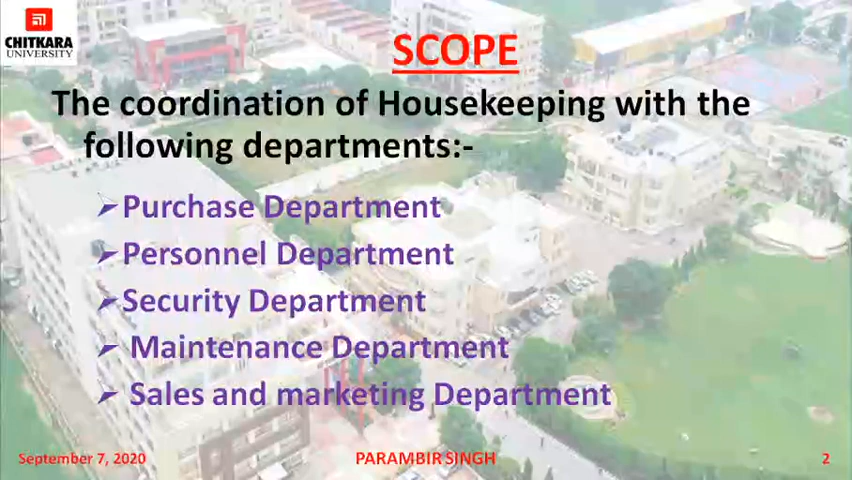 CHITKARA
UNIVERSITY
SCOPE
The coordination of Housekeeping with the
following departments:-
➢Purchase Department
➢Personnel Department
➢Security Department
➢ Maintenance Department
➢ Sales and marketing Department
September 7, 2020
PARAMBIR SINGH
2